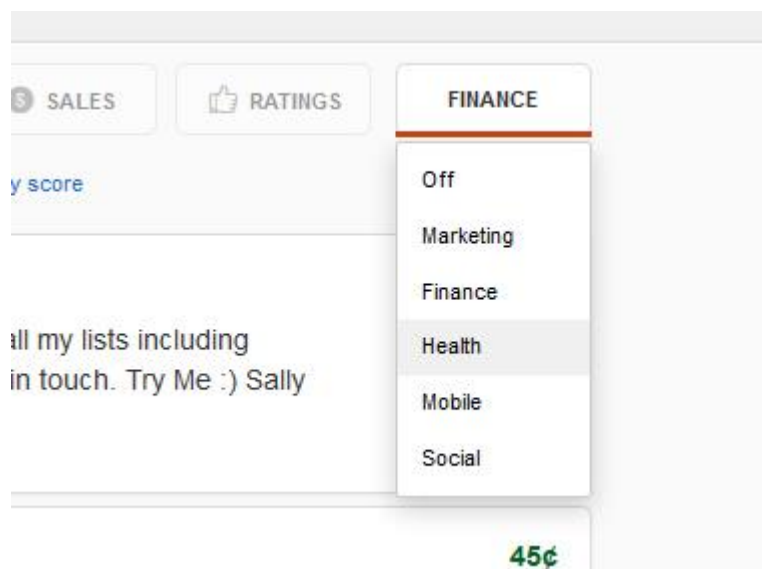 SALES RATINGS FINANCE
y score
Off
Marketing
Finance
Health
Mobile
Social
all my lists including
in touch. Try Me :) Sally
45¢